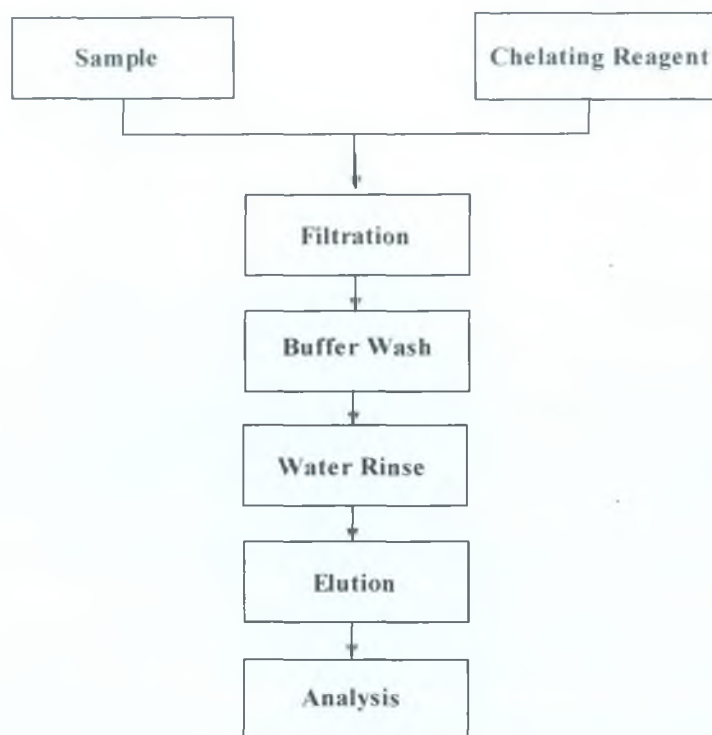 Sample
Chelating Reagent
Filtration
Buffer Wash
Water Rinse
Elution
Analysis